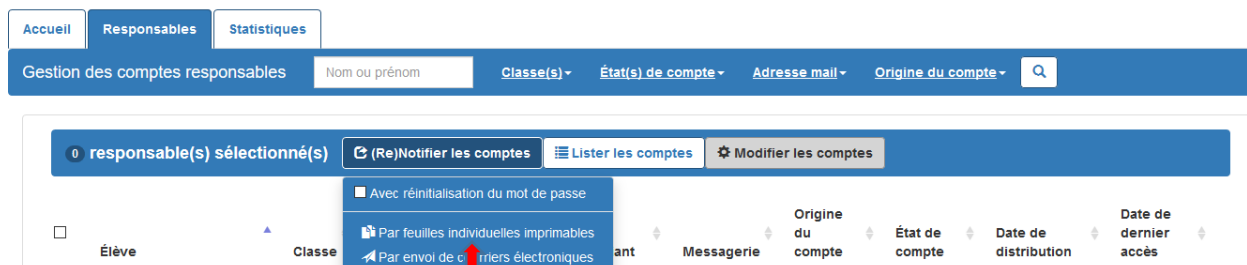 Accueil Responsables Statistiques
Gestion des comptes responsables Nom ou prénom Classe(s) État(s) de compte Adresse mail Origine du compte
0 responsable(s) sélectionné(s) (Re)Notifier les comptes Lister les comptes Modifier les comptes
Avec réinitialisation du mot de passe
Par feuilles individuelles imprimables
Par envoi de c rriers électroniques
Élève Classe ant Messagerie Origine du compte État de compte Date de distribution Date de dernier accès